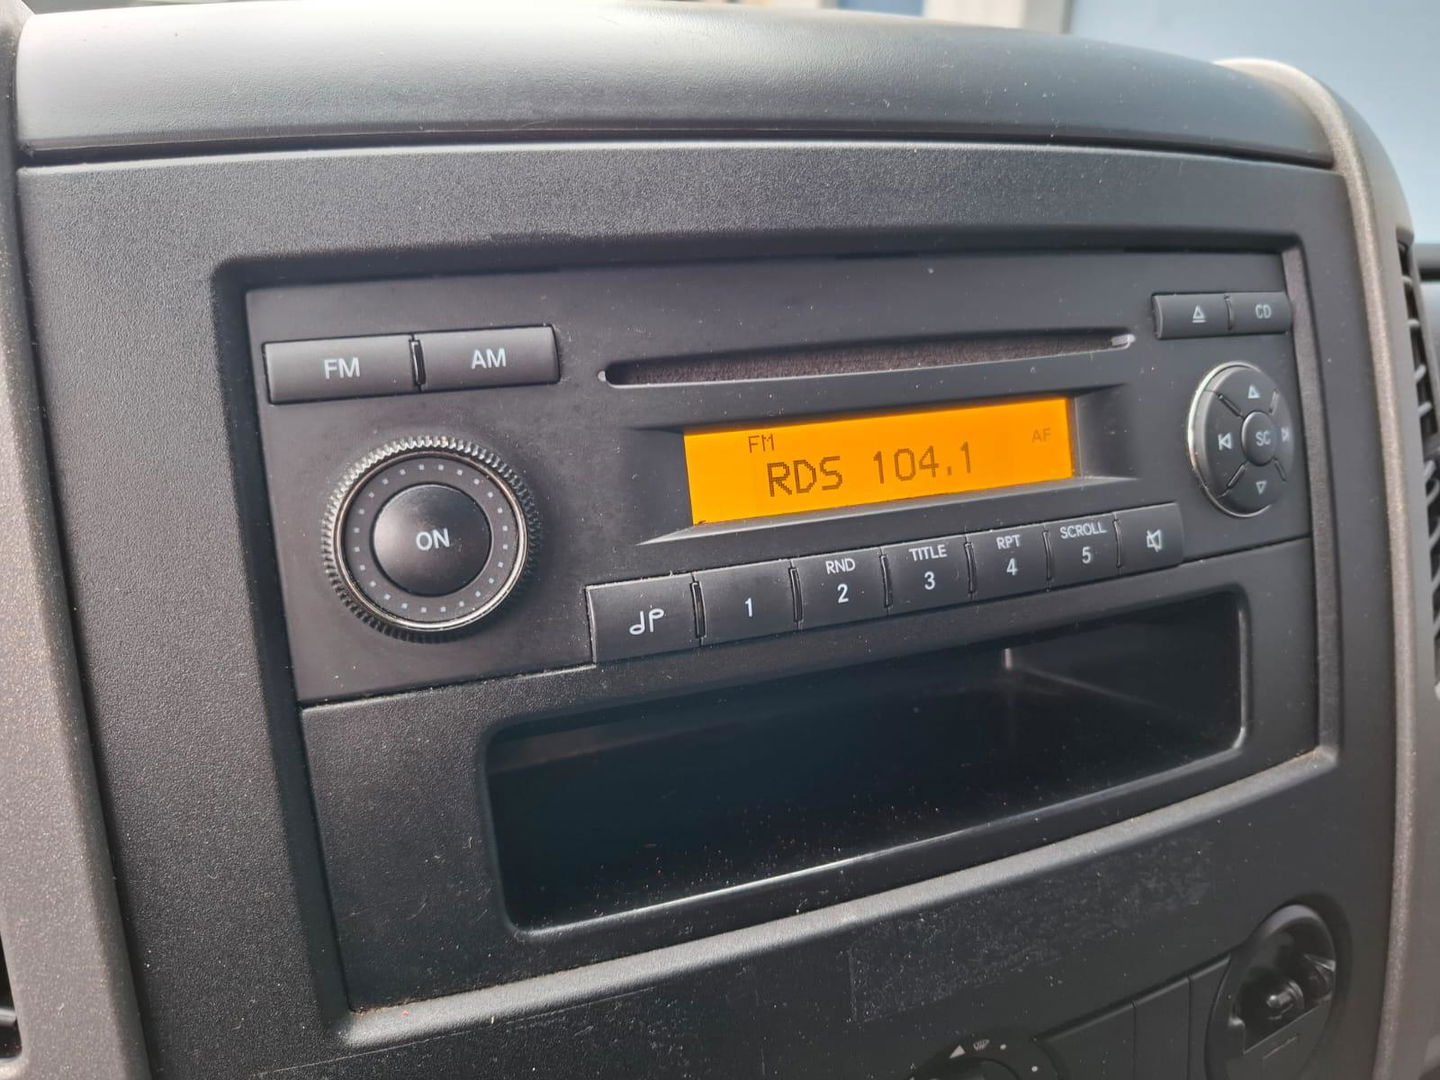 FM
AM
CD
FM
AF
RDS 104.1
SC
ON
RND
TITLE
RPT
SCROLL
1
2
3
4
5